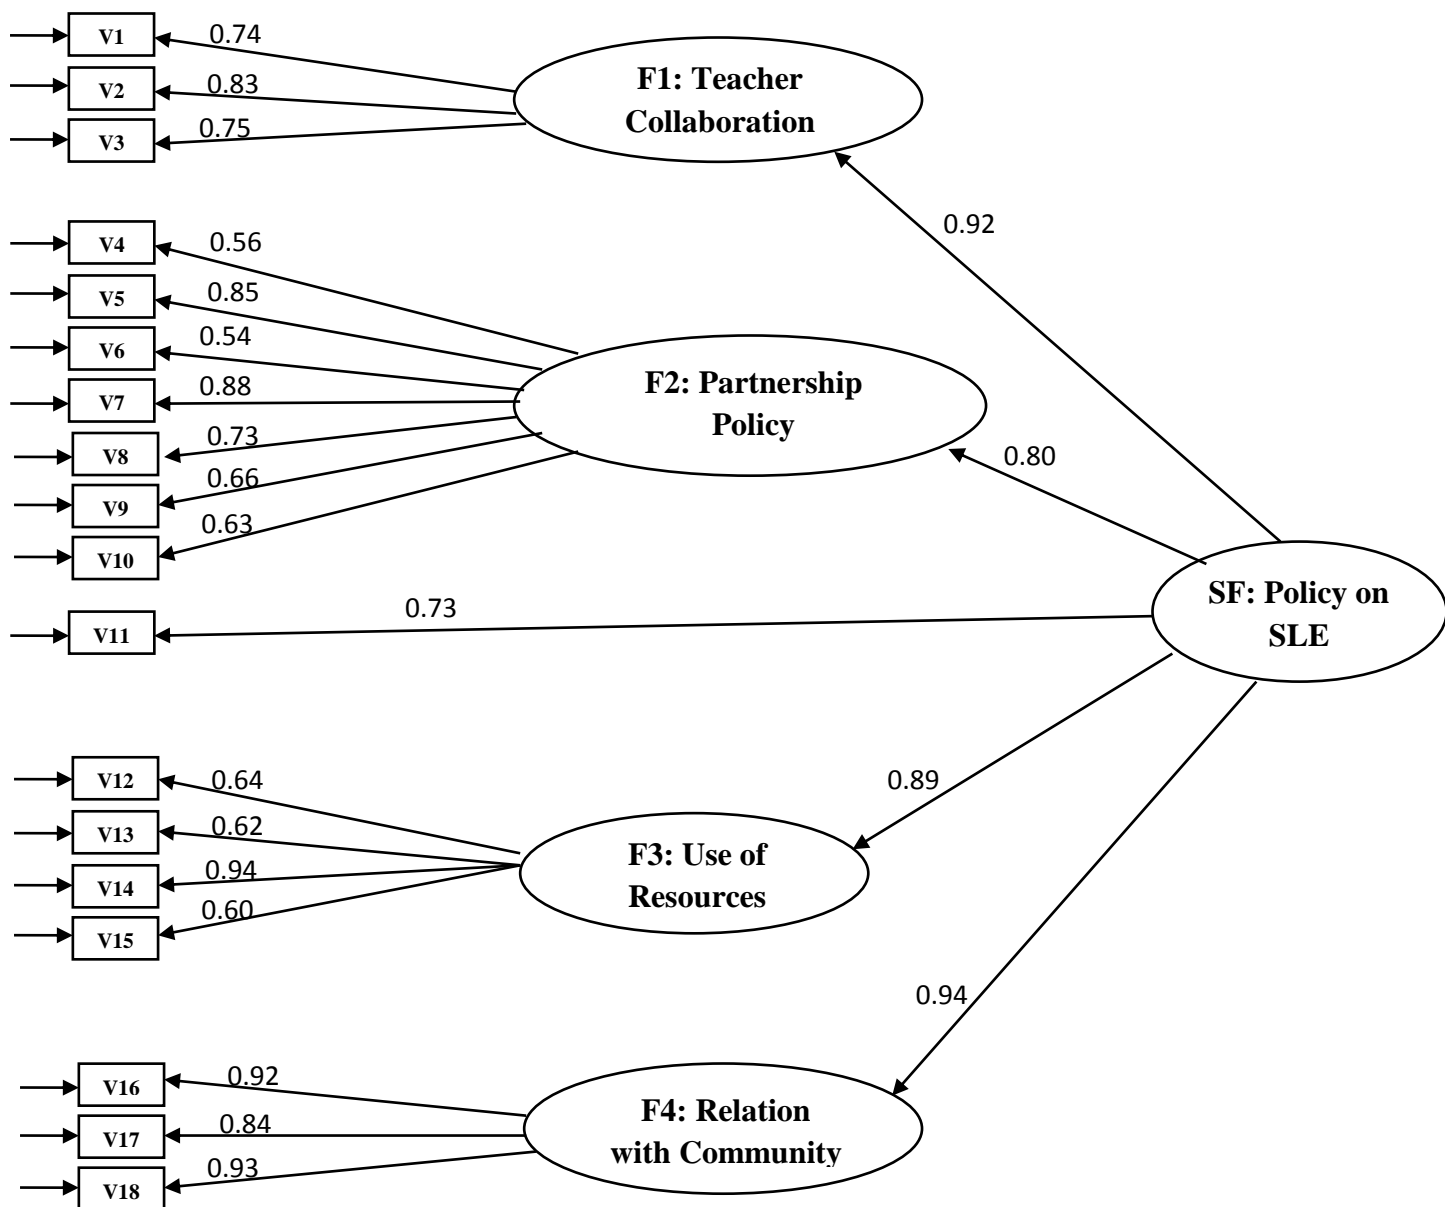 V1
0.74
V2
0.83
V3
0.75
F1: Teacher
Collaboration
0.92
V4
0.56
V5
0.85
V6
0.54
V7
0.88
V8
0.73
V9
0.66
V10
0.63
F2: Partnership
Policy
0.80
V11
0.73
SF: Policy on
SLE
V12
0.64
V13
0.62
V14
0.94
V15
0.60
F3: Use of
Resources
0.89
0.94
V16
0.92
V17
0.84
V18
0.93
F4: Relation
with Community